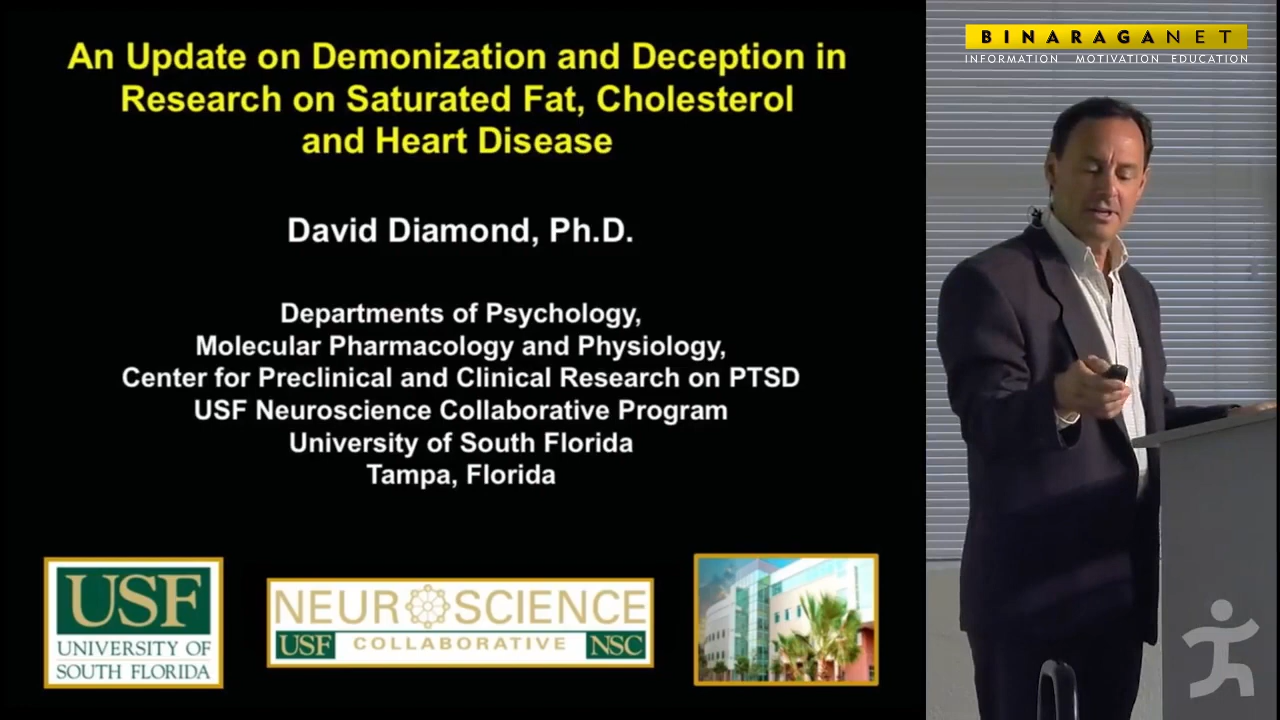 An Update on Demonization and Deception in
Research on Saturated Fat, Cholesterol
and Heart Disease
David Diamond, Ph.D.
Departments of Psychology,
Molecular Pharmacology and Physiology,
Center for Preclinical and Clinical Research on PTSD
USF Neuroscience Collaborative Program
University of South Florida
Tampa, Florida
USF
UNIVERSITY OF
SOUTH FLORIDA
NEUROSCIENCE
USF COLLABORATIVE NSC
BINARAGANET
INFORMATION MOTIVATION EDUCATION